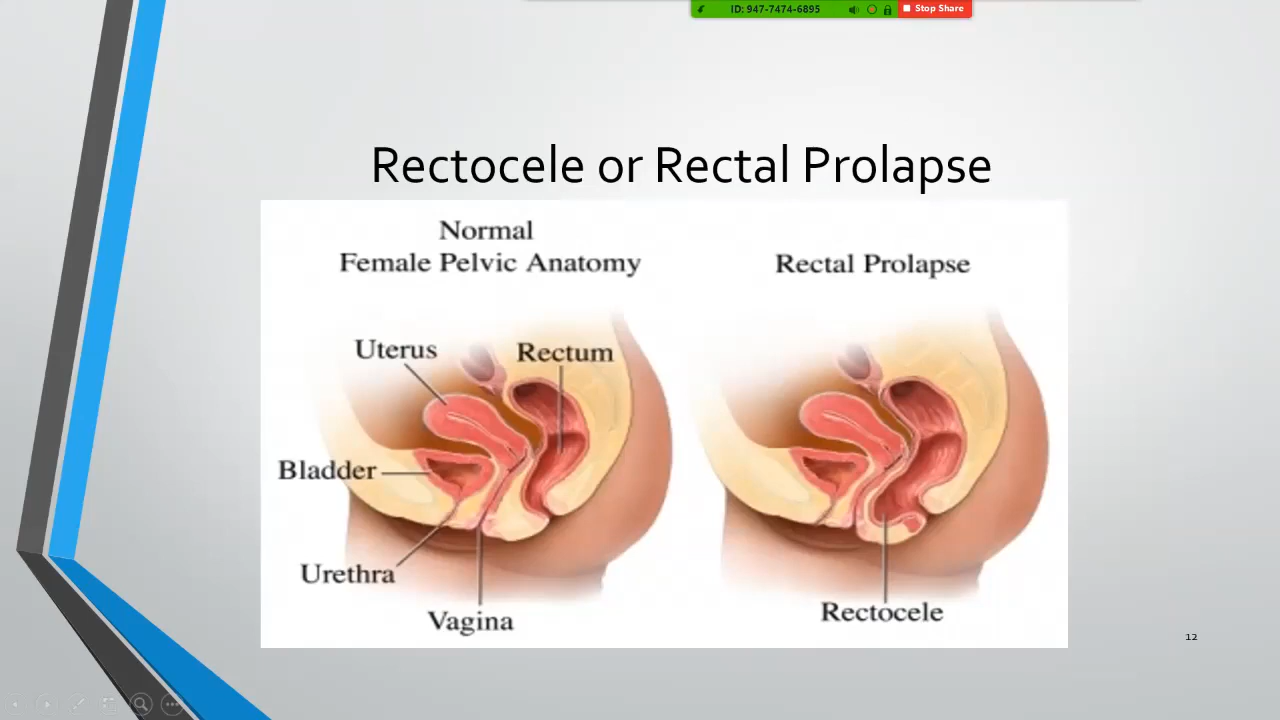 ID: 947-7474-6895
Stop Share
Rectocele or Rectal Prolapse
Normal
Female Pelvic Anatomy
Uterus
Rectum
Bladder
Urethra
Vagina
Rectal Prolapse
Rectocele
12